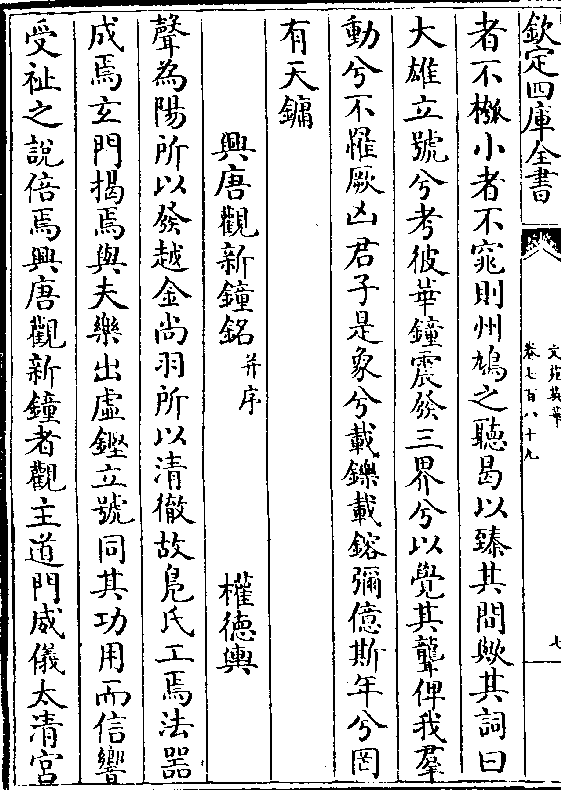 欽定四庫全書
文苑英華
卷七百八十九
七
者不槬小者不窕則州鳩之聽曷以臻其間歟其詞曰
大雄立號兮考彼華鐘震發三界兮以覺其聾俾我羣
動兮不罹厥凶君子是象兮載鑠載鎔彌億斯年兮罔
有天鏞
興唐觀新鐘銘并序
權德輿
聲為陽所以發越金尚羽所以清徹故鳧氏工焉法器
成焉玄門揭焉與夫樂出虛鏗立號同其功用而信響
受祉之說倍焉興唐觀新鐘者觀主道門威儀太清宮